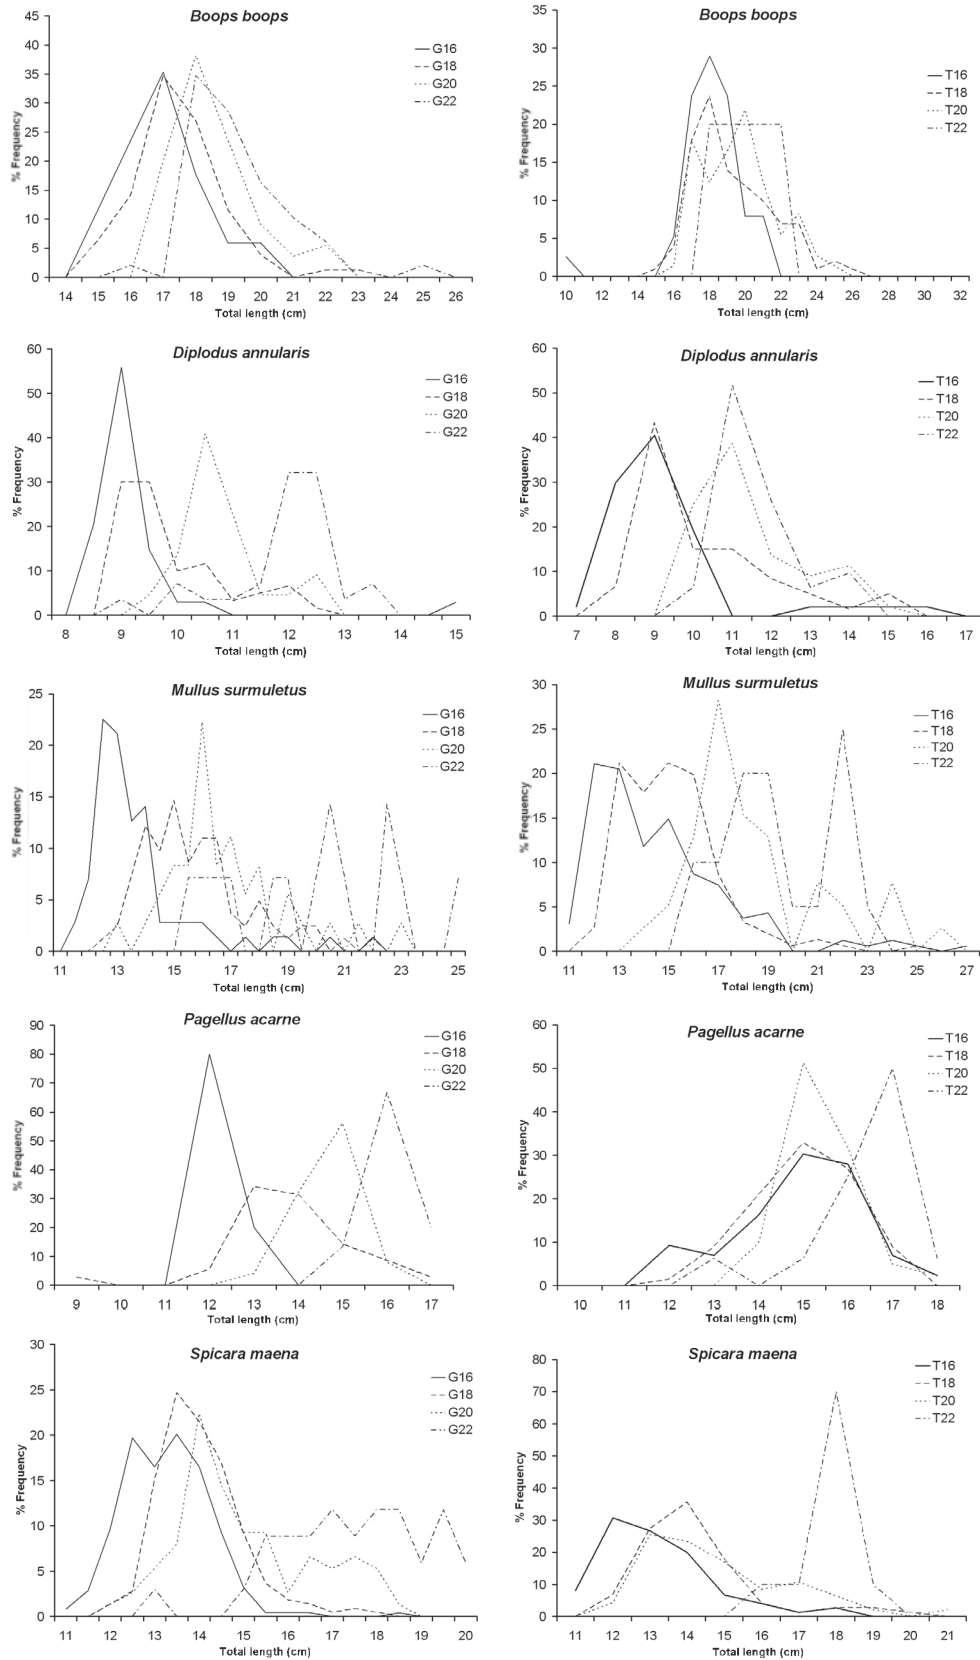 Boops boops
45
40
35
30
25
20
15
10
5
0
% Frequency
G16
G18
G20
G22
14 15 16 17 18 19 20 21 22 23 24 25 26
Total length (cm)
Boops boops
35
30
25
20
15
10
5
0
% Frequency
T16
T18
T20
T22
10 12 14 16 18 20 22 24 26 28 30 32
Total length (cm)
Diplodus annularis
60
50
40
30
20
10
0
% Frequency
G16
G18
G20
G22
8 9 10 11 12 13 14 15
Total length (cm)
Diplodus annularis
60
50
40
30
20
10
0
% Frequency
T16
T18
T20
T22
7 8 9 10 11 12 13 14 15 16 17
Total length (cm)
Mullus surmuletus
25
20
15
10
5
0
% Frequency
G16
G18
G20
G22
11 13 15 17 19 21 23 25
Total length (cm)
Mullus surmuletus
30
25
20
15
10
5
0
% Frequency
T16
T18
T20
T22
11 13 15 17 19 21 23 25 27
Total length (cm)
Pagellus acarne
90
80
70
60
50
40
30
20
10
0
% Frequency
G16
G18
G20
G22
9 10 11 12 13 14 15 16 17
Total length (cm)
Pagellus acarne
60
50
40
30
20
10
0
% Frequency
T16
T18
T20
T22
10 11 12 13 14 15 16 17 18
Total length (cm)
Spicara maena
30
25
20
15
10
5
0
% Frequency
G16
G18
G20
G22
11 12 13 14 15 16 17 18 19 20
Total length (cm)
Spicara maena
80
70
60
50
40
30
20
10
0
% Frequency
T16
T18
T20
T22
11 12 13 14 15 16 17 18 19 20 21
Total length (cm)